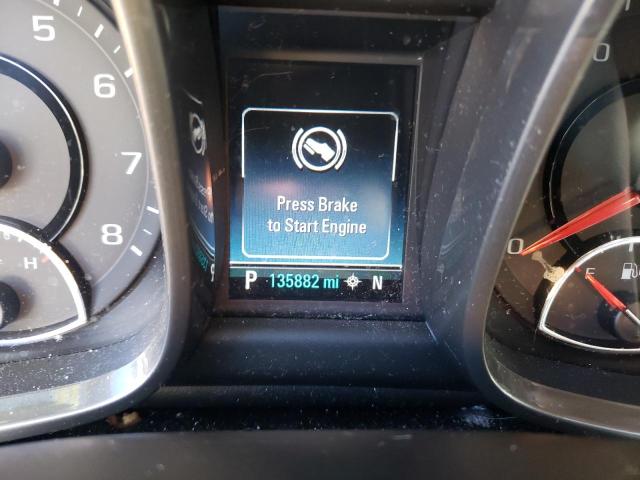 5
6
7
8
H
Press Brake
to Start Engine
P 135882 mi N
0
E